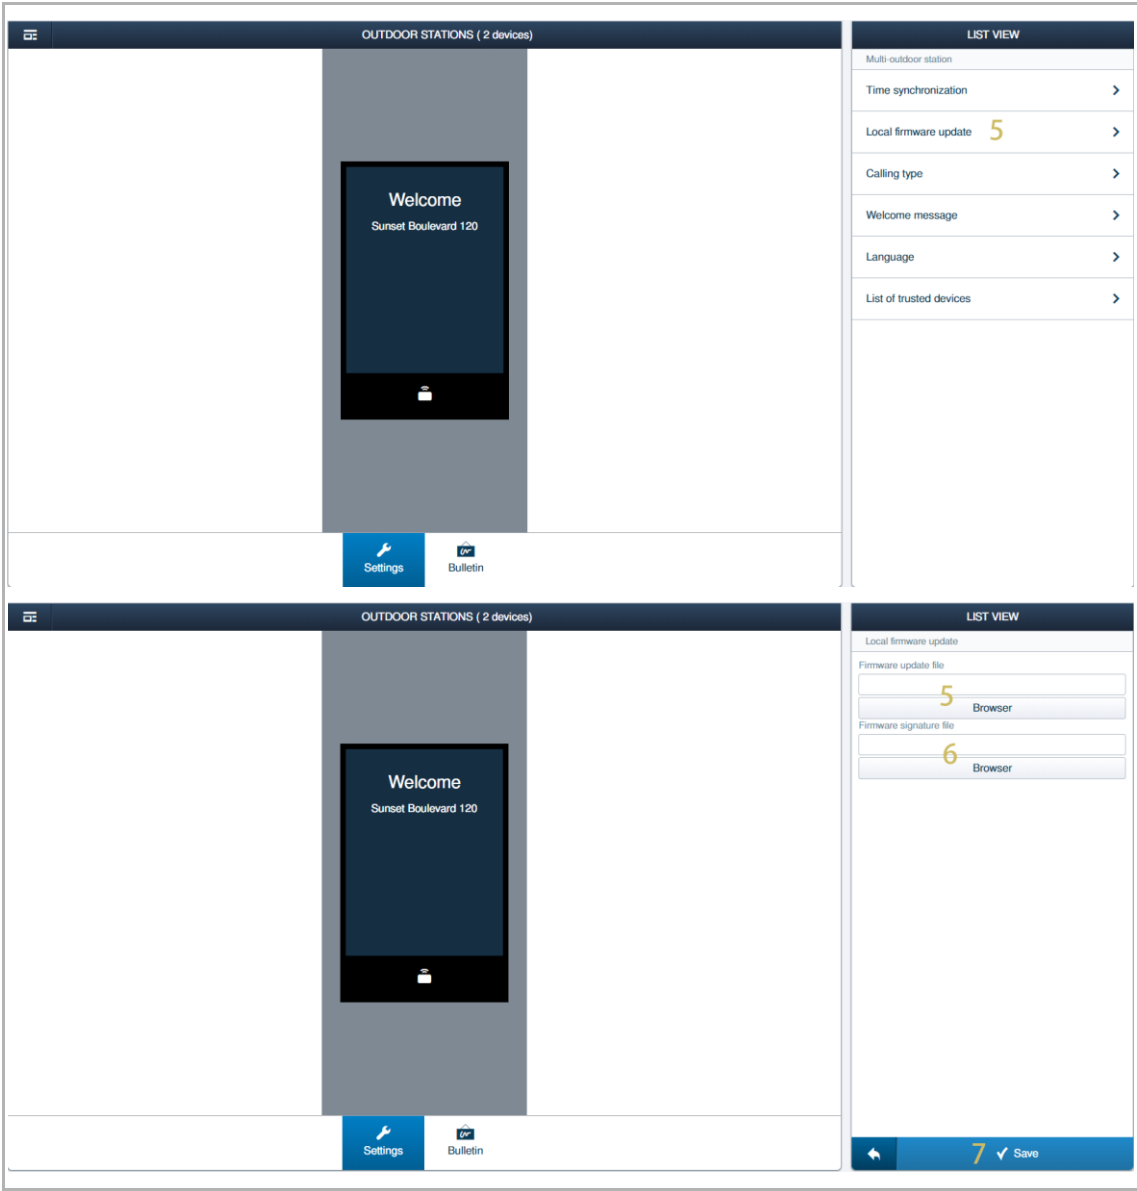 OUTDOOR STATIONS ( 2 devices)
LIST VIEW
Multi-outdoor station
Time synchronization
Local firmware update 5
Calling type
Welcome message
Language
List of trusted devices
Welcome
Sunset Boulevard 120
Settings
Bulletin
OUTDOOR STATIONS ( 2 devices)
LIST VIEW
Local firmware update
Firmware update file
5
Browser
Firmware signature file
6
Browser
Welcome
Sunset Boulevard 120
Settings
Bulletin
7 Save